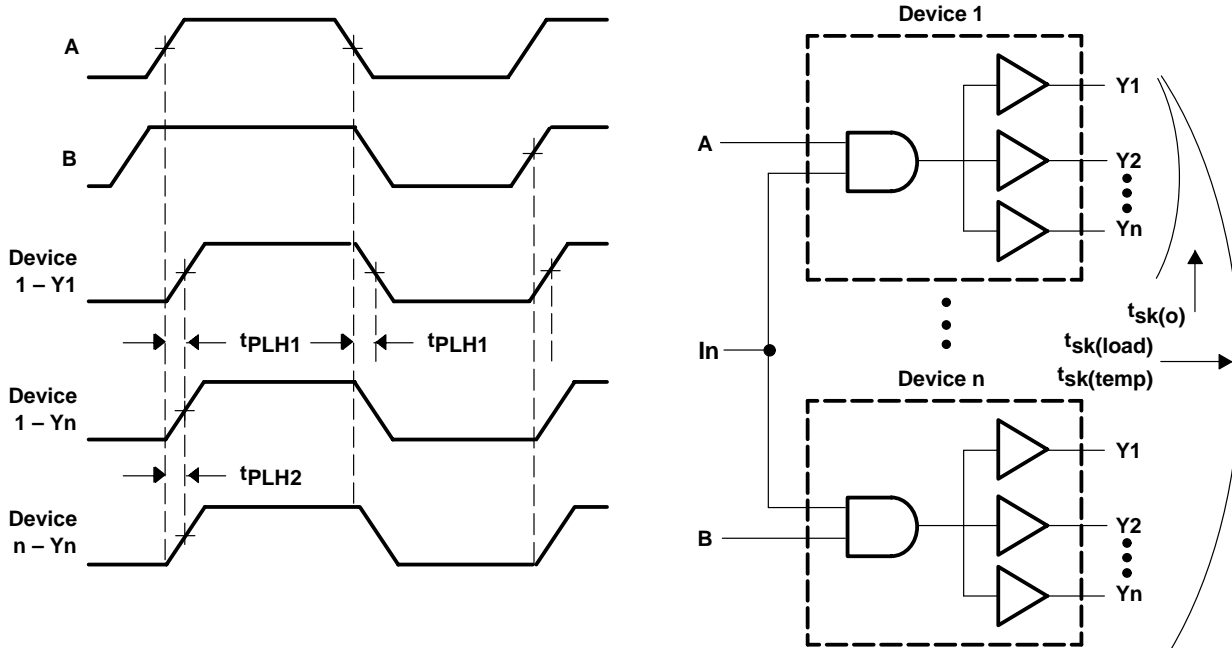 A
B
Device
1 – Y1
tPLH1
tPLH1
Device
1 – Yn
tPLH2
Device
n – Yn
Device 1
A
Y1
Y2
Yn
tsk(o)
In
tsk(load)
tsk(temp)
Device n
B
Y1
Y2
Yn